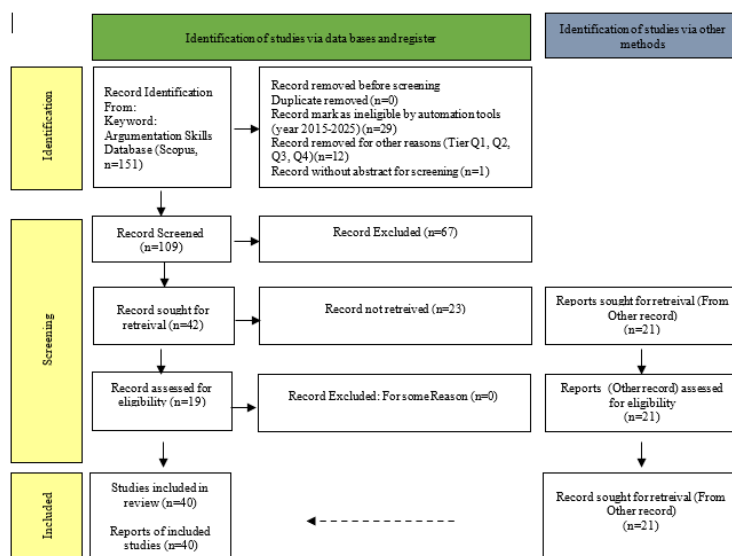 Identification of studies via data bases and register
Identification of studies via other
methods
Identification
Record Identification
From:
Keyword:
Argumentation Skills
Database (Scopus,
n=151)
Record removed before screening
Duplicate removed (n=0)
Record mark as ineligible by automation tools
(year 2015-2025) (n=29)
Record removed for other reasons (Tier Q1, Q2,
Q3, Q4)(n=12)
Record without abstract for screening (n=1)
Screening
Record Screened
(n=109)
Record Excluded (n=67)
Record sought for
retreival (n=42)
Record not retreived (n=23)
Reports sought for retreival (From
Other record)
(n=21)
Record assessed for
eligibility (n=19)
Record Excluded: For some Reason (n=0)
Reports (Other record) assessed
for eligibility
(n=21)
Included
Studies included in
review (n=40)
Reports of included
studies (n=40)
Record sought for retreival (From
Other record)
(n=21)